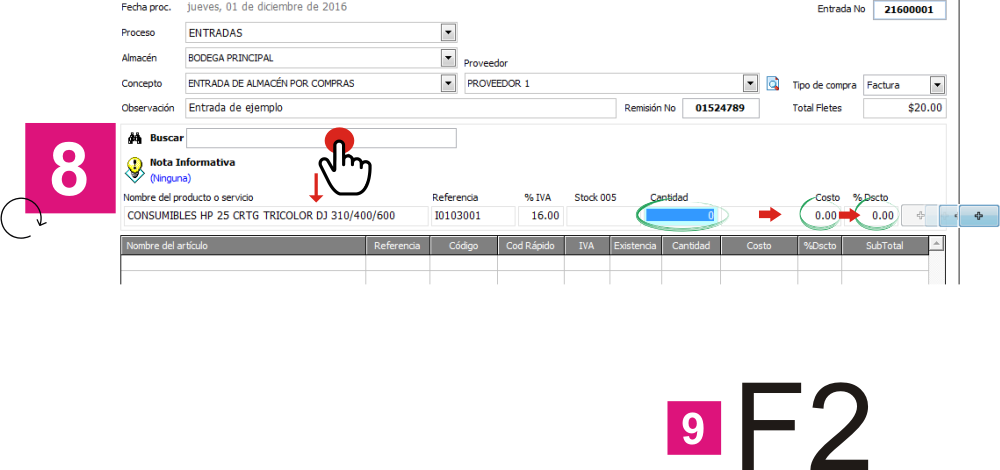 Fecha proc. jueves, 01 de diciembre de 2016 Entrada No 21600001
Proceso ENTRADAS
Almacén BODEGA PRINCIPAL Proveedor
Concepto ENTRADA DE ALMACÉN POR COMPRAS PROVEEDOR 1 Tipo de compra Factura
Observación Entrada de ejemplo Remisión No 01524789 Total Fletes $20.00
8
Buscar
Nota Informativa
(Ninguna)
Nombre del producto o servicio Referencia % IVA Stock 005 Cantidad Costo % Dscto
CONSUMIBLES HP 25 CRTG TRICOLOR DJ 310/400/600 I0103001 16.00 0 0.00 0.00
Nombre del artículo Referencia Código Cod Rápido IVA Existencia Cantidad Costo %Dscto SubTotal
9 F2